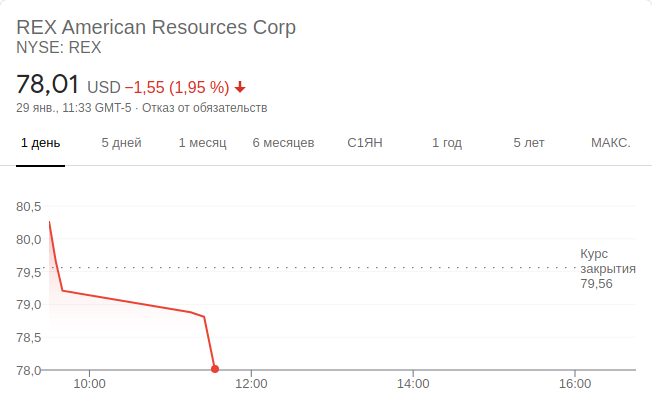 REX American Resources Corp
NYSE: REX
78,01 USD −1,55 (1,95 %)
29 янв., 11:33 GMT-5 · Отказ от обязательств
1 день 5 дней 1 месяц 6 месяцев С1ЯН 1 год 5 лет МАКС.
80,5
80,0
79,5
79,0
78,5
78,0
Курс
закрытия
79,56
10:00 12:00 14:00 16:00